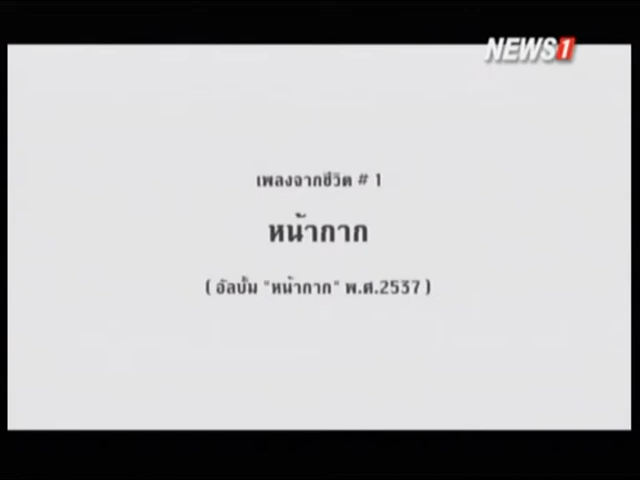 NEWS1
เพลงจากชีวิต # 1
หน้ากาก
( อัลบั้ม "หน้ากาก" พ.ศ.2537 )